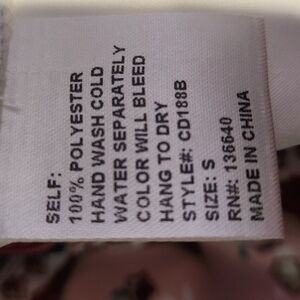 SELF:
100% POLYESTER
HAND WASH COLD
WATER SEPARATELY
COLOR WILL BLEED
HANG TO DRY
STYLE#: CD188B
SIZE: S
RN#: 136640
MADE IN CHINA